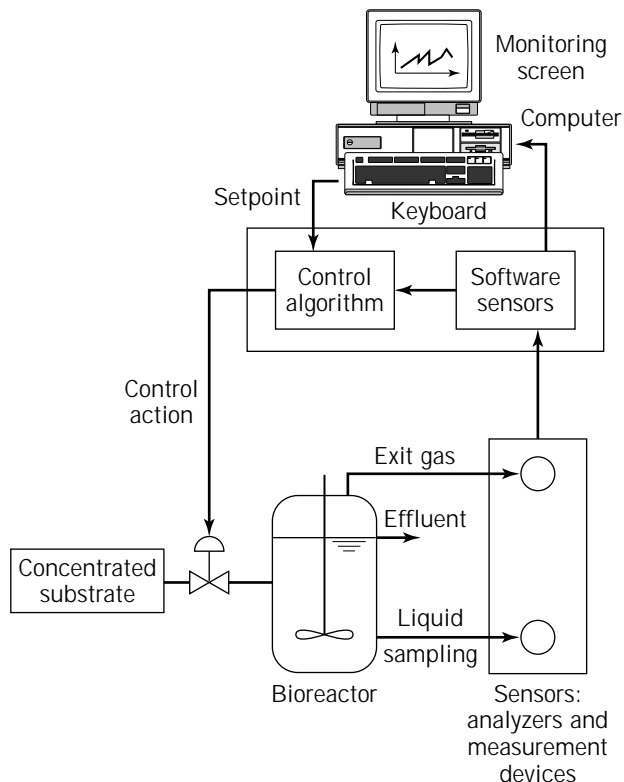 Monitoring
screen
Computer
Setpoint
Keyboard
Control
algorithm
Software
sensors
Control
action
Exit gas
Effluent
Concentrated
substrate
Liquid
sampling
Bioreactor
Sensors:
analyzers and
measurement
devices